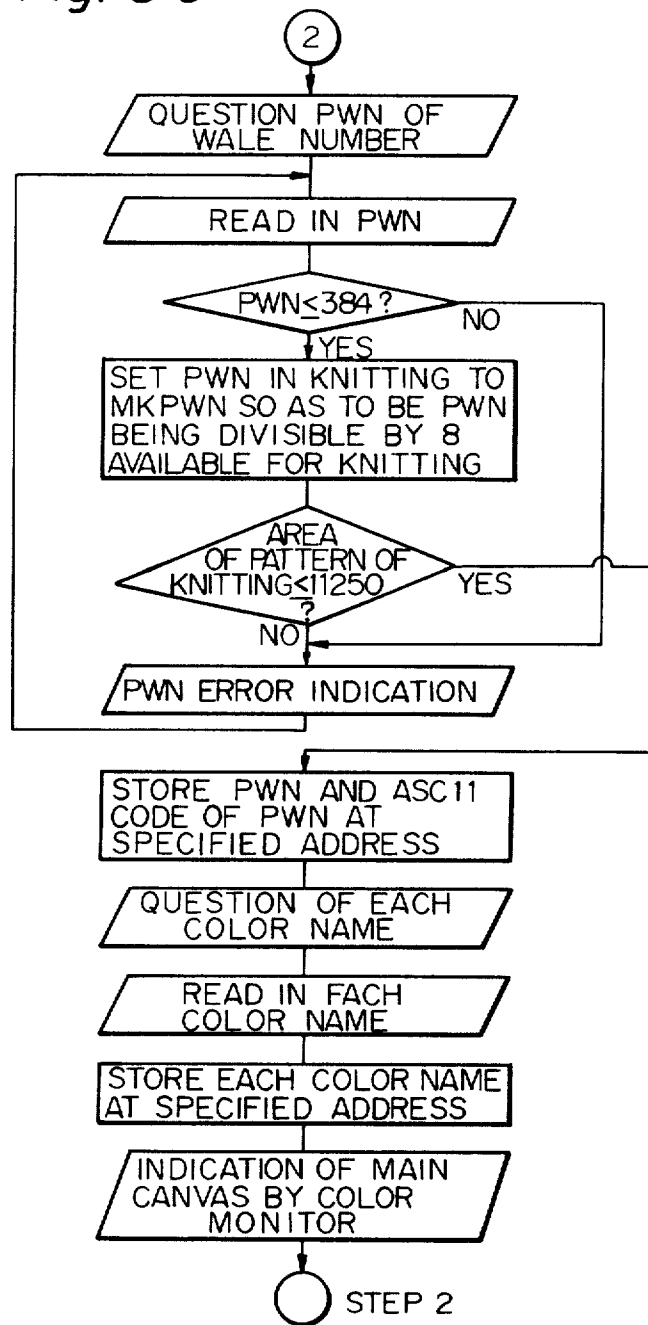 2
QUESTION PWN OF
WALE NUMBER
READ IN PWN
PWN≤384?
NO
YES
SET PWN IN KNITTING TO
MKPWN SO AS TO BE PWN
BEING DIVISIBLE BY 8
AVAILABLE FOR KNITTING
AREA
OF PATTERN OF
KNITTING≤11250
?
YES
NO
PWN ERROR INDICATION
STORE PWN AND ASC11
CODE OF PWN AT
SPECIFIED ADDRESS
QUESTION OF EACH
COLOR NAME
READ IN FACH
COLOR NAME
STORE EACH COLOR NAME
AT SPECIFIED ADDRESS
INDICATION OF MAIN
CANVAS BY COLOR
MONITOR
STEP 2